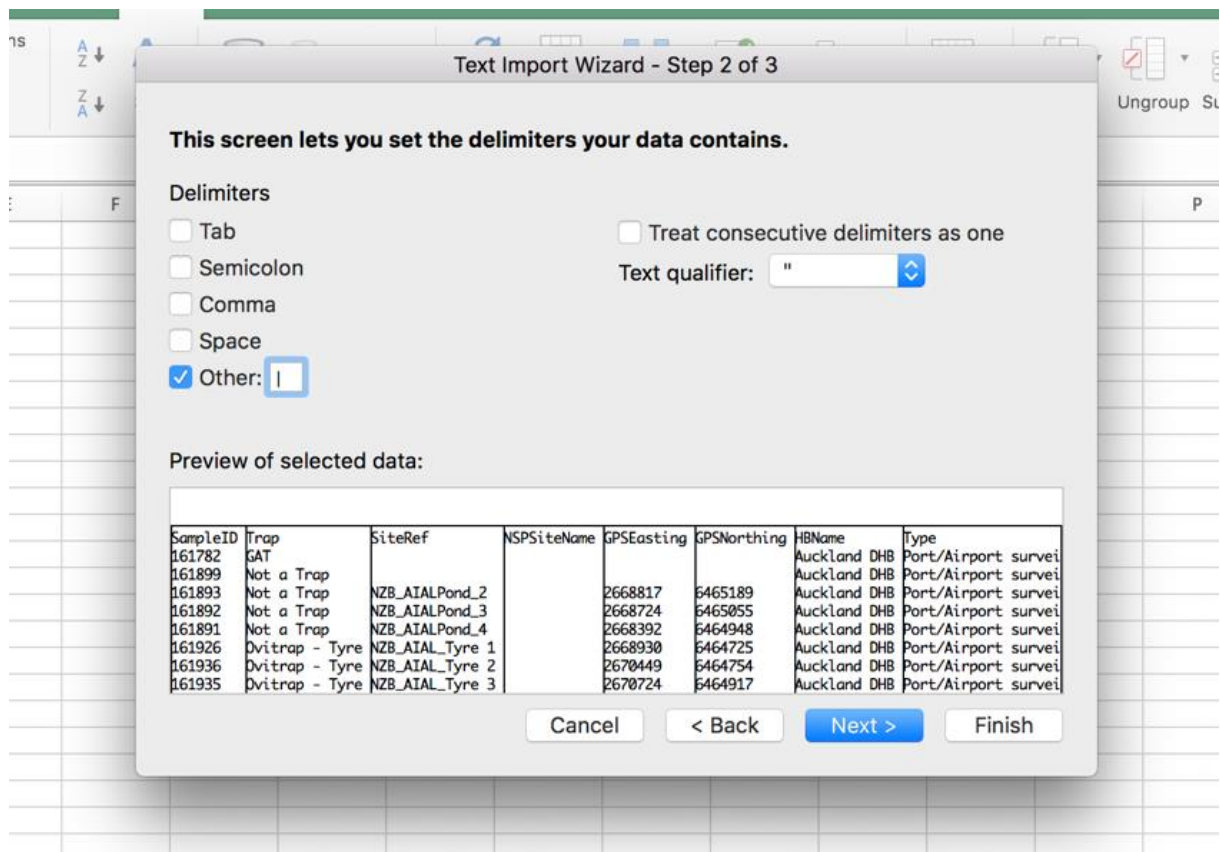 ns
A
Z
Z
A
Ungroup Su
Text Import Wizard - Step 2 of 3
This screen lets you set the delimiters your data contains.
F
P
Delimiters
Tab
Semicolon
Comma
Space
Other: |
Treat consecutive delimiters as one
Text qualifier: "
Preview of selected data:
SampleID Trap SiteRef NSPSiteName GPSEasting GPSNorthing HBName Type
161782 GAT Auckland DHB Port/Airport survei
161899 Not a Trap Auckland DHB Port/Airport survei
161893 Not a Trap NZB_AIALPond_2 2668817 6465189 Auckland DHB Port/Airport survei
161892 Not a Trap NZB_AIALPond_3 2668724 6465055 Auckland DHB Port/Airport survei
161891 Not a Trap NZB_AIALPond_4 2668392 6464948 Auckland DHB Port/Airport survei
161926 Ovitrap - Tyre NZB_AIAL_Tyre 1 2668930 6464725 Auckland DHB Port/Airport survei
161936 Ovitrap - Tyre NZB_AIAL_Tyre 2 2670449 6464754 Auckland DHB Port/Airport survei
161935 Ovitrap - Tyre NZB_AIAL_Tyre 3 2670724 6464917 Auckland DHB Port/Airport survei
Cancel < Back Next > Finish